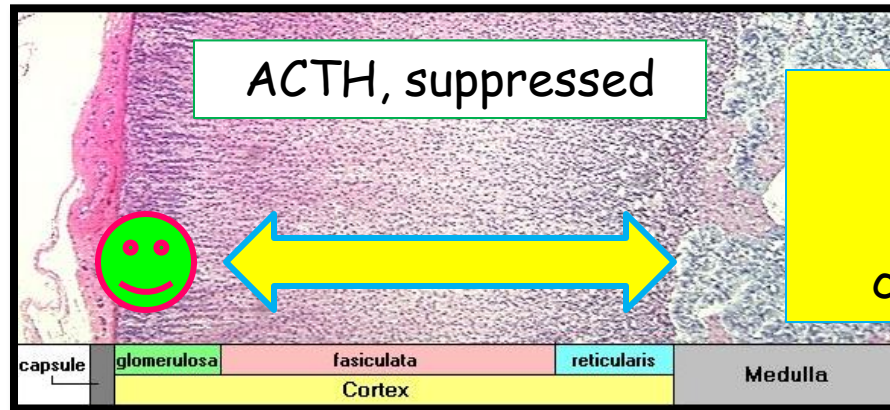 ACTH, suppressed
capsule
glomerulosa
fasiculata
reticularis
Medulla
Cortex